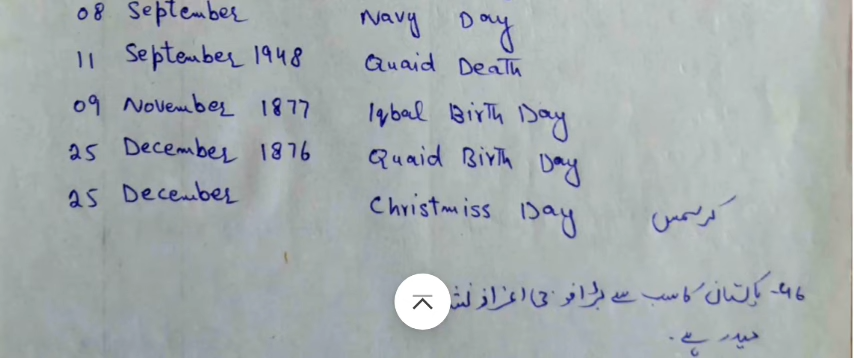 08 September Navy Day
11 September 1948 Quaid Death
09 November 1877 Iqbal Birth Day
25 December 1876 Quaid Birth Day
25 December Christmiss Day کرسمس
46۔ پاکستان کا سب سے بڑا فوجی اعزاز نشا
حیدر ہے۔